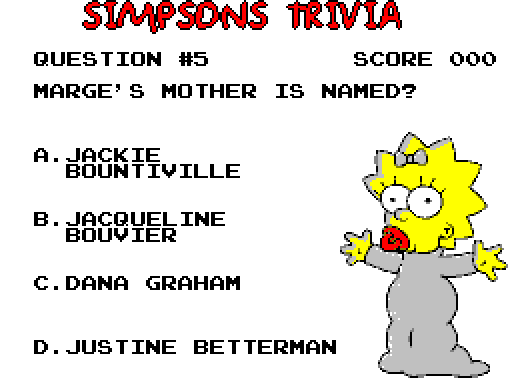 SIMPSONS TRIVIA
QUESTION #5 SCORE 000
MARGE'S MOTHER IS NAMED?
A. JACKIE
BOUNTIVILLE
B. JACQUELINE
BOUVIER
C. DANA GRAHAM
D. JUSTINE BETTERMAN